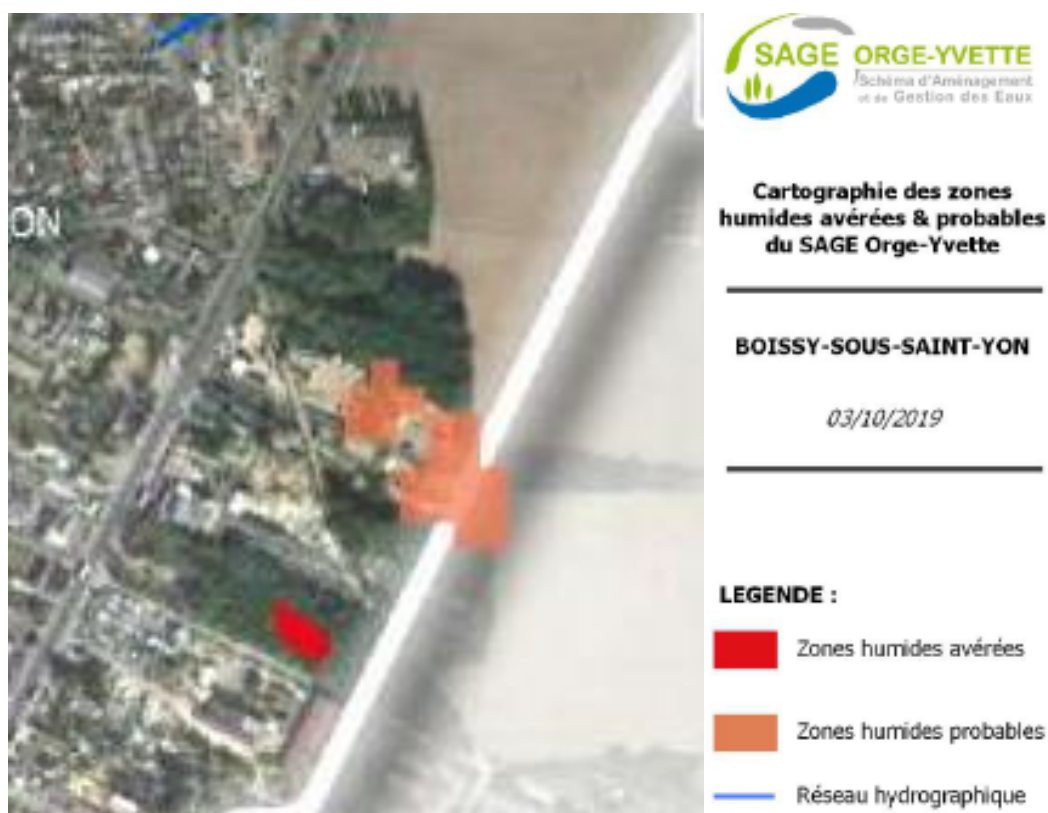 ON
SAGE ORGE-YVETTE
Schéma d'Aménagement
et de Gestion des Eaux
Cartographie des zones
humides avérées & probables
du SAGE Orge-Yvette
BOISSY-SOUS-SAINT-YON
03/10/2019
LEGENDE :
Zones humides avérées
Zones humides probables
Réseau hydrographique